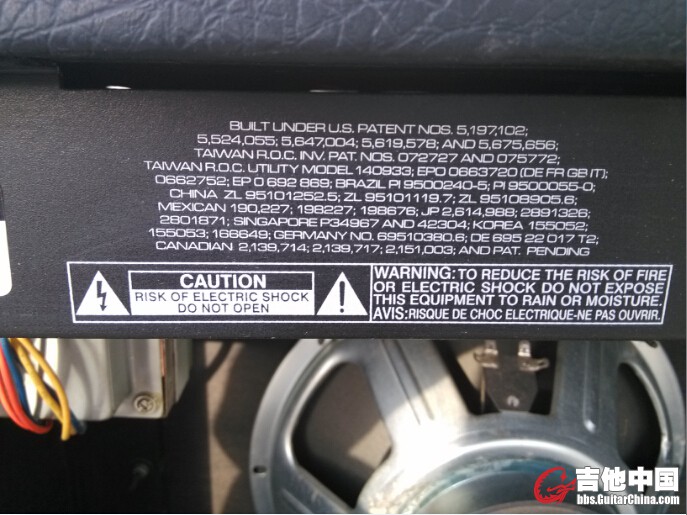 BUILT UNDER U.S. PATENT NOS. 5,197,102;
5,524,055; 5,647,004; 5,619,578; AND 5,675,656;
TAIWAN R.O.C. INV. PAT. NOS. 072727 AND 075772;
TAIWAN R.O.C. UTILITY MODEL 140933; EPO 0663720 (DE FR GB IT);
0662752; EP 0 692 869; BRAZIL PI 9500240-5; PI 9500055-0;
CHINA ZL 95101252.5; ZL 95101119.7; ZL 95108905.6;
MEXICAN 190,227; 198227; 198676; JP 2,614,988; 2891326;
2801871; SINGAPORE P34967 AND 42304; KOREA 155052;
155053; 166649; GERMANY NO. 69510380.6; DE 695 22 017 T2;
CANADIAN 2,139,714; 2,139,717; 2,151,003; AND PAT. PENDING
CAUTION
RISK OF ELECTRIC SHOCK
DO NOT OPEN
WARNING: TO REDUCE THE RISK OF FIRE
OR ELECTRIC SHOCK DO NOT EXPOSE
THIS EQUIPMENT TO RAIN OR MOISTURE.
AVIS: RISQUE DE CHOC ELECTRIQUE-NE PAS OUVRIR.
吉他中国
bbs.GuitarChina.com